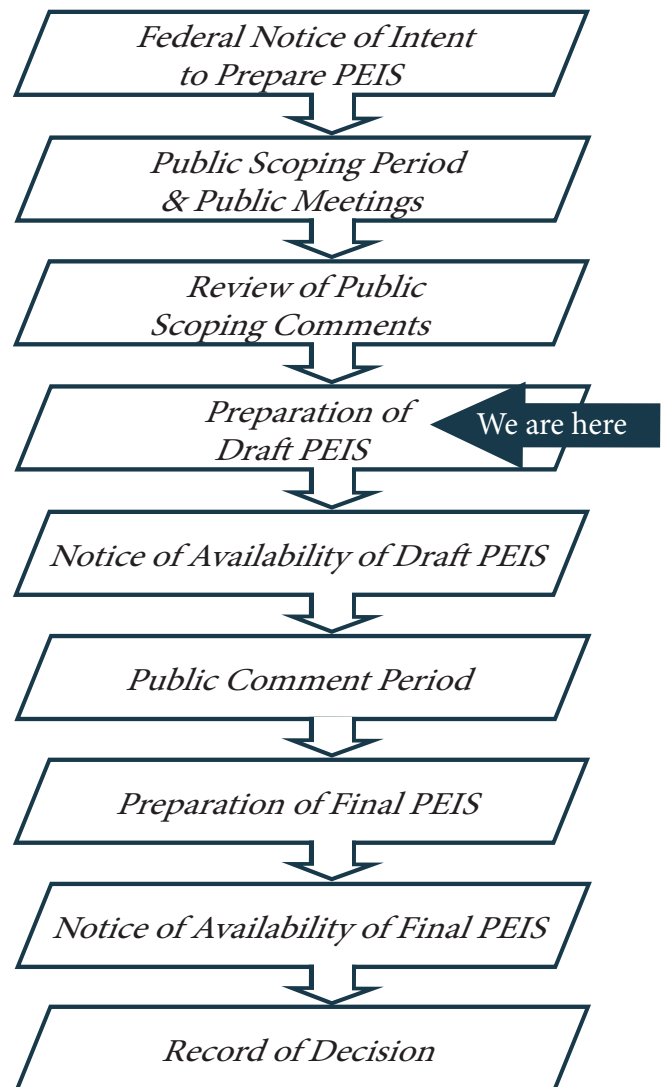 Federal Notice of Intent
to Prepare PEIS
Public Scoping Period
& Public Meetings
Review of Public
Scoping Comments
Preparation of
Draft PEIS
We are here
Notice of Availability of Draft PEIS
Public Comment Period
Preparation of Final PEIS
Notice of Availability of Final PEIS
Record of Decision